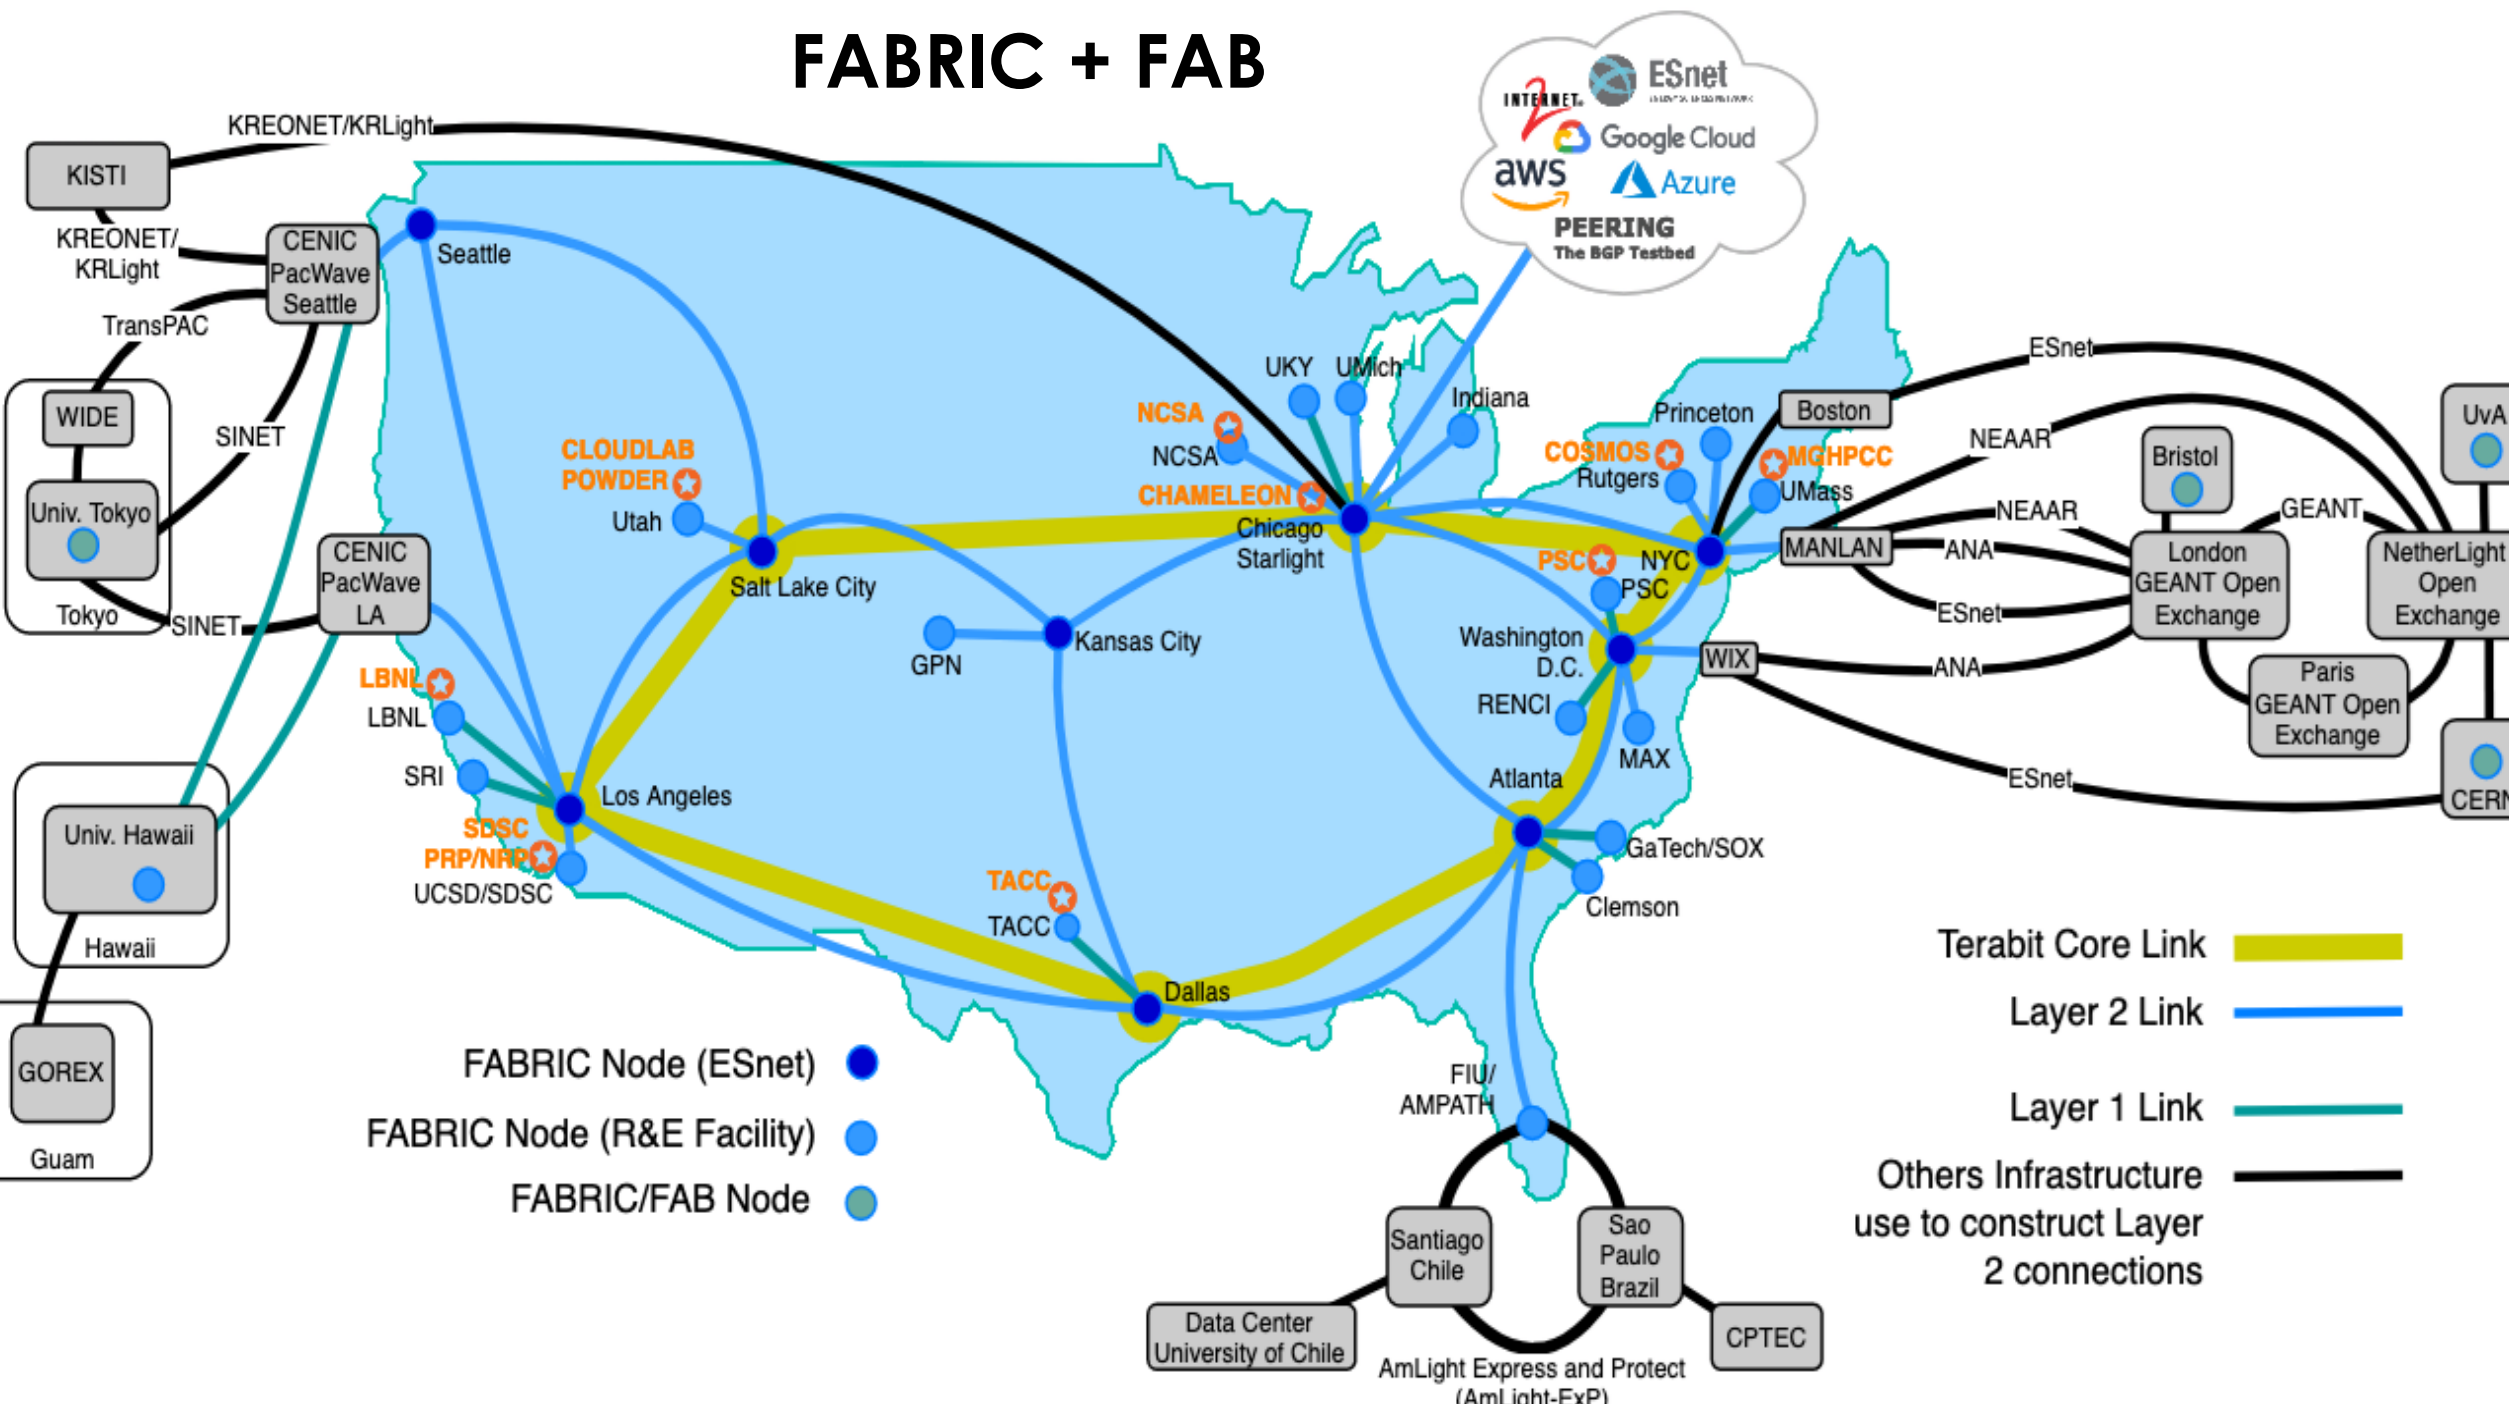 FABRIC + FAB
INTERNET
2
ESnet
Google Cloud
aws
Azure
PEERING
The BGP Testbed
KISTI
KREONET/KRLight
KREONET/
KRLight
CENIC
PacWave
Seattle
Seattle
TransPAC
WIDE
SINET
Univ. Tokyo
Tokyo
SINET
CENIC
PacWave
LA
CLOUDLAB
POWDER
Utah
Salt Lake City
GPN
Kansas City
LBNL
LBNL
SRI
Los Angeles
SDSC
PRP/NRP
UCSD/SDSC
Univ. Hawaii
Hawaii
GOREX
Guam
TACC
TACC
Dallas
UKY
UMich
Indiana
NCSA
NCSA
CHAMELEON
Chicago
Starlight
Princeton
COSMOS
Rutgers
MGHPCC
UMass
PSC
PSC
NYC
Washington
D.C.
RENCI
MAX
Atlanta
GaTech/SOX
Clemson
FIU/
AMPATH
Boston
MANLAN
WIX
ESnet
NEAAR
NEAAR
ANA
ESnet
ANA
ESnet
GEANT
Bristol
London
GEANT Open
Exchange
NetherLight
Open
Exchange
Paris
GEANT Open
Exchange
UvA
CERN
Santiago
Chile
Sao
Paulo
Brazil
Data Center
University of Chile
CPTEC
AmLight Express and Protect
(AmLight-ExP)
FABRIC Node (ESnet)
FABRIC Node (R&E Facility)
FABRIC/FAB Node
Terabit Core Link
Layer 2 Link
Layer 1 Link
Others Infrastructure
use to construct Layer
2 connections